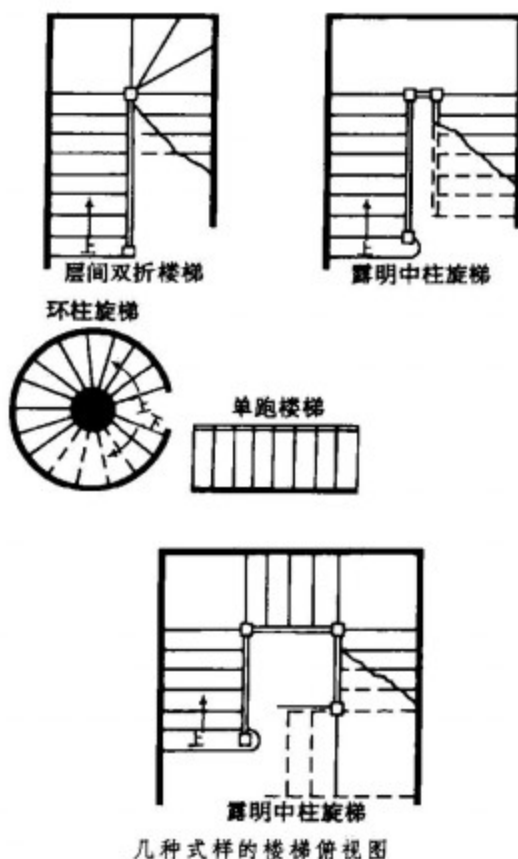 上
上
层间双折楼梯
露明中柱旋梯
环柱旋梯
上
下
单跑楼梯
上
露明中柱旋梯
几种式样的楼梯俯视图